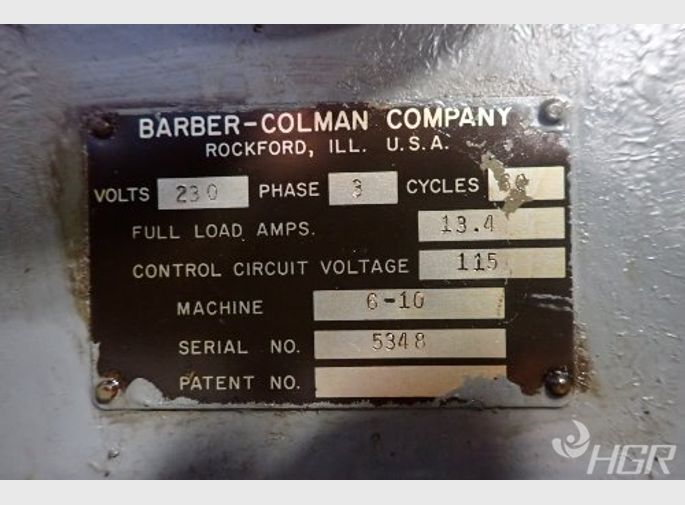 BARBER-COLMAN COMPANY
ROCKFORD, ILL. U.S.A.
VOLTS 230 PHASE 3 CYCLES
FULL LOAD AMPS. 13.4
CONTROL CIRCUIT VOLTAGE 115
MACHINE 6-10
SERIAL NO. 5348
PATENT NO.
HGR